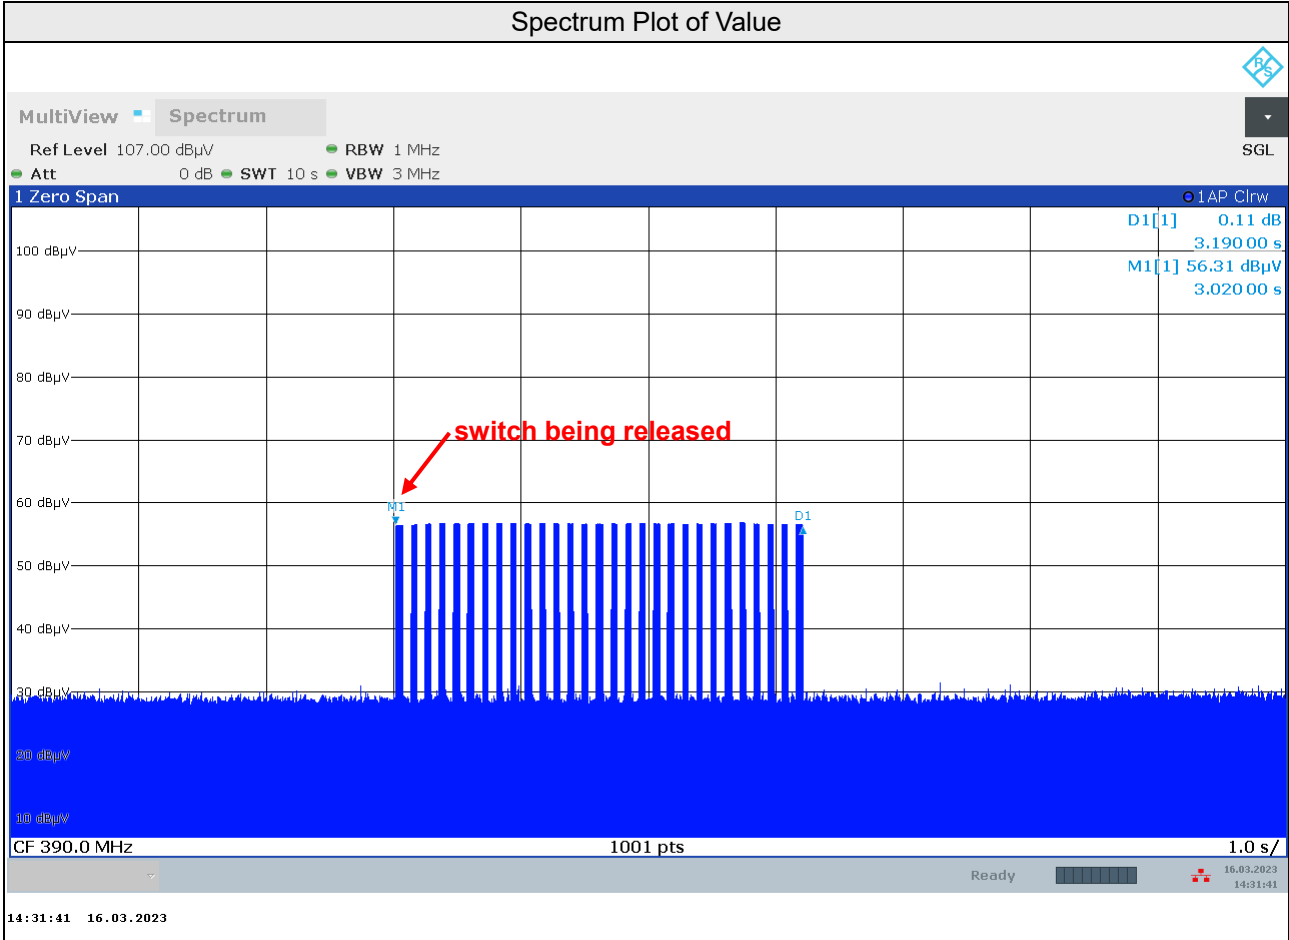 Spectrum Plot of Value
R S
MultiView Spectrum
Ref Level 107.00 dBµV RBW 1 MHz SGL
Att 0 dB SWT 10 s VBW 3 MHz
1 Zero Span 1AP Clrw
D1[1] 0.11 dB
3.190 00 s
M1[1] 56.31 dBµV
3.020 00 s
100 dBµV
90 dBµV
80 dBµV
70 dBµV
switch being released
60 dBµV
M1
D1
50 dBµV
40 dBµV
30 dBµV
20 dBµV
10 dBµV
CF 390.0 MHz 1001 pts 1.0 s/
Ready 16.03.2023
14:31:41
14:31:41 16.03.2023